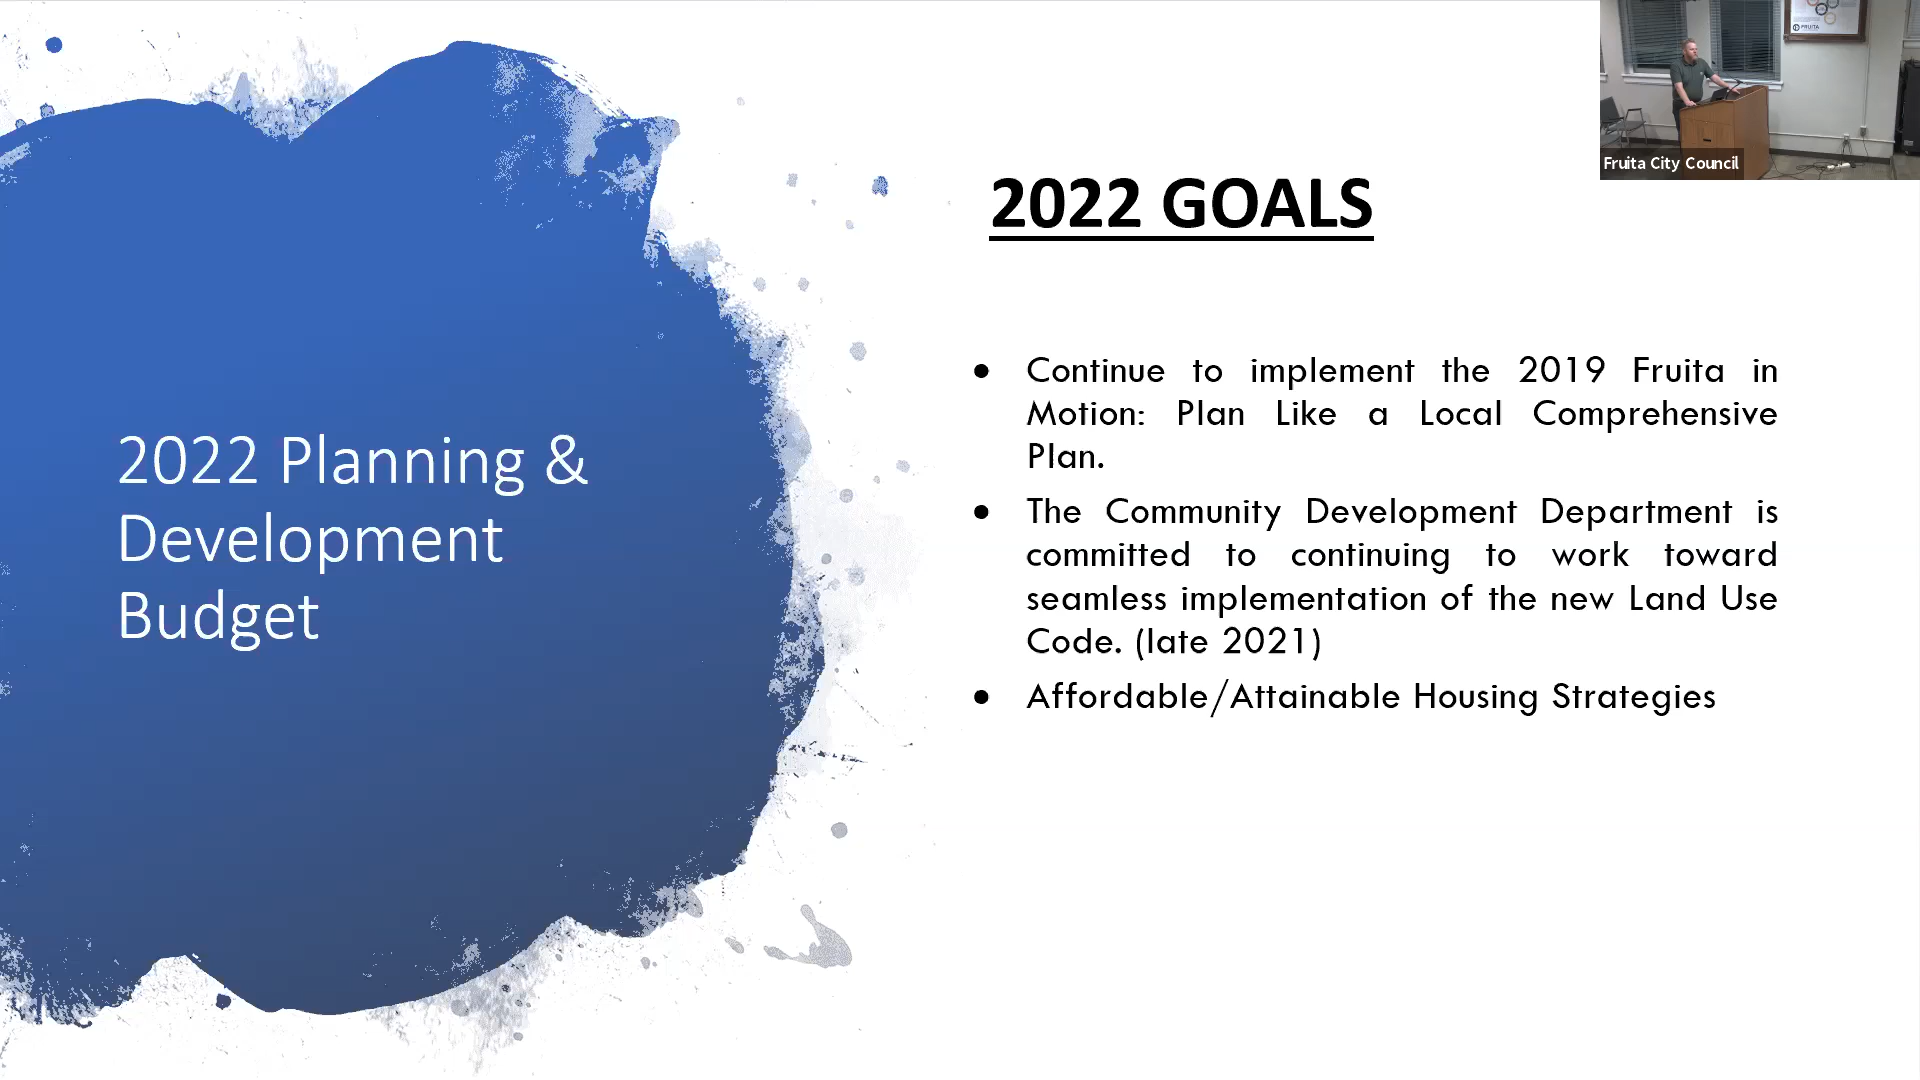 2022 Planning &
Development
Budget
2022 GOALS
• Continue to implement the 2019 Fruita in
Motion: Plan Like a Local Comprehensive
Plan.
• The Community Development Department is
committed to continuing to work toward
seamless implementation of the new Land Use
Code. (late 2021)
• Affordable/Attainable Housing Strategies
FRUITA
Fruita City Council